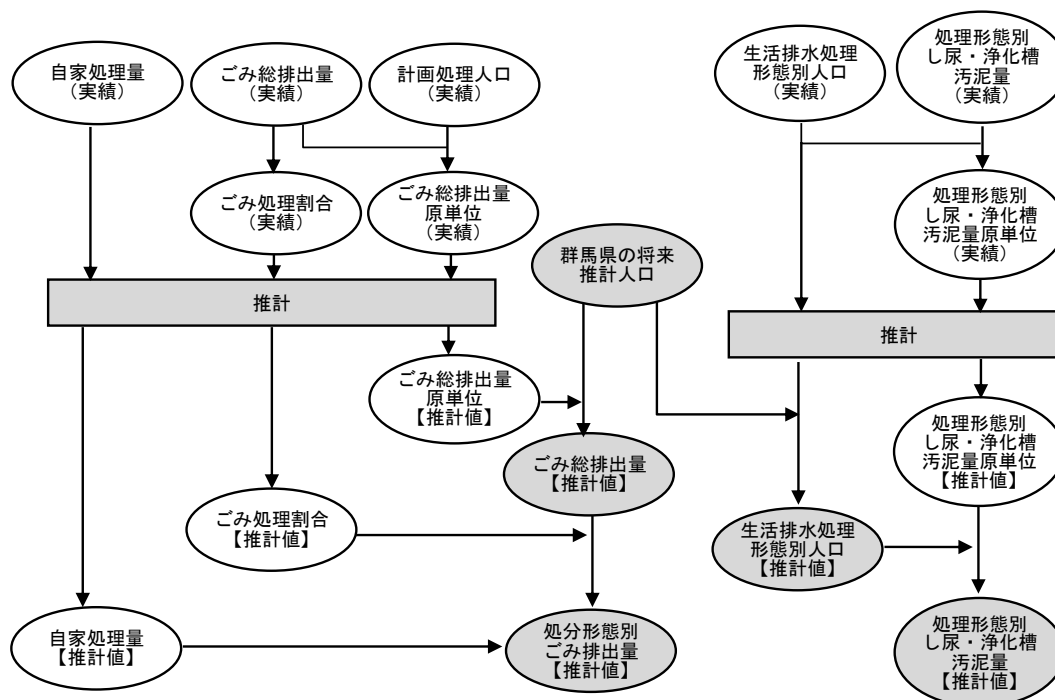 自家処理量
（実績）
ごみ総排出量
（実績）
計画処理人口
（実績）
生活排水処理
形態別人口
（実績）
処理形態別
し尿・浄化槽
汚泥量
（実績）
ごみ処理割合
（実績）
ごみ総排出量
原単位
（実績）
処理形態別
し尿・浄化槽
汚泥量原単位
（実績）
群馬県の将来
推計人口
推計
推計
ごみ総排出量
原単位
【推計値】
処理形態別
し尿・浄化槽
汚泥量原単位
【推計値】
ごみ総排出量
【推計値】
ごみ処理割合
【推計値】
生活排水処理
形態別人口
【推計値】
自家処理量
【推計値】
処分形態別
ごみ排出量
【推計値】
処理形態別
し尿・浄化槽
汚泥量
【推計値】